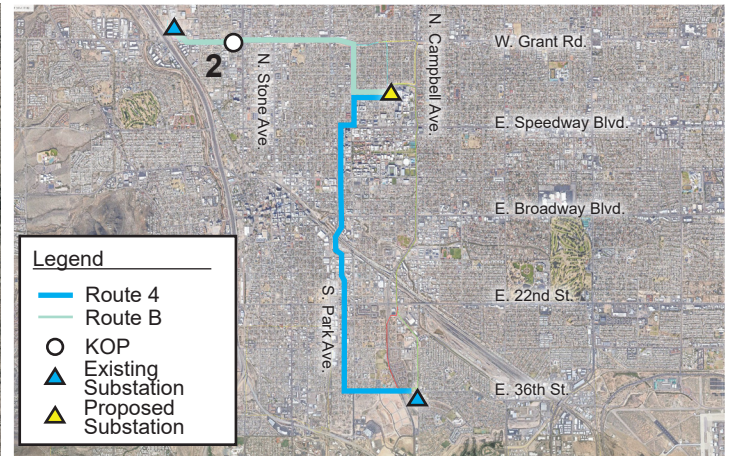 W. Grant Rd.
2
N. Stone Ave.
N. Campbell Ave.
E. Speedway Blvd.
E. Broadway Blvd.
E. 22nd St.
S. Park Ave.
E. 36th St.
Legend
Route 4
Route B
KOP
Existing
Substation
Proposed
Substation